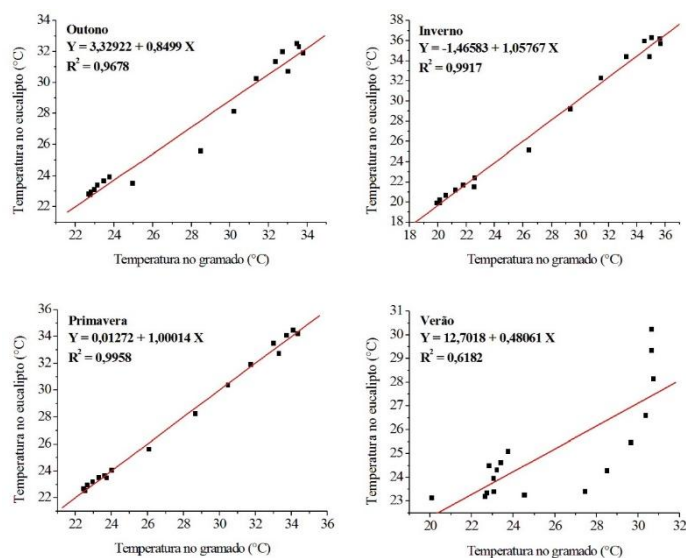 Outono
Y = 3,32922 + 0,8499 X
R² = 0,9678
Temperatura no eucalipto (°C)
34
32
30
28
26
24
22
22 24 26 28 30 32 34
Temperatura no gramado (°C)
Inverno
Y = -1,46583 + 1,05767 X
R² = 0,9917
Temperatura no eucalipto (°C)
38
36
34
32
30
28
26
24
22
20
18
18 20 22 24 26 28 30 32 34 36
Temperatura no gramado (°C)
Primavera
Y = 0,01272 + 1,00014 X
R² = 0,9958
Temperatura no eucalipto (°C)
36
34
32
30
28
26
24
22
22 24 26 28 30 32 34 36
Temperatura no gramado (°C)
Verão
Y = 12,7018 + 0,48061 X
R² = 0,6182
Temperatura no eucalipto (°C)
31
30
29
28
27
26
25
24
23
20 22 24 26 28 30 32
Temperatura no gramado (°C)